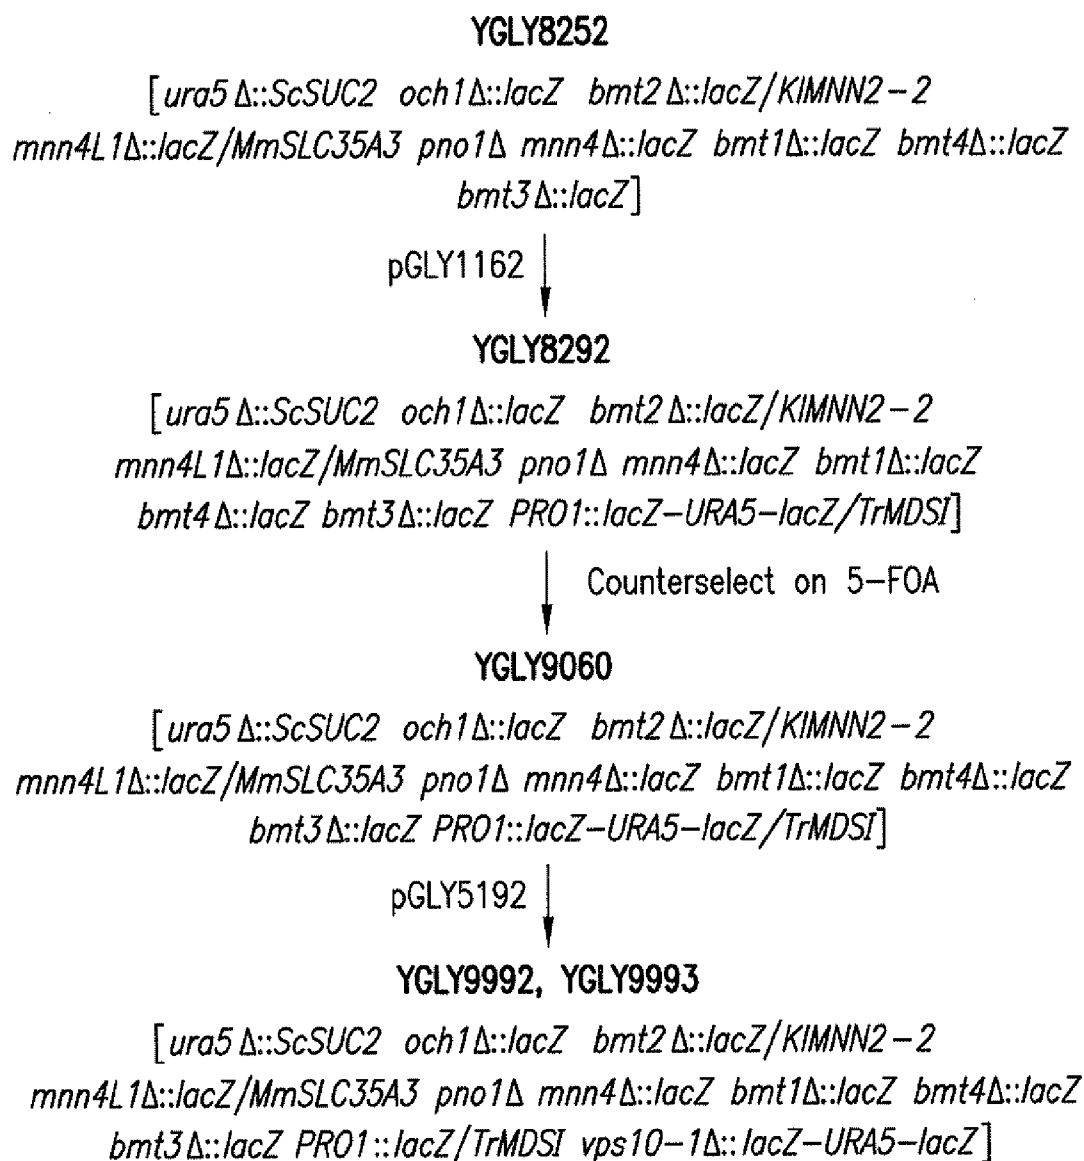 YGLY8252
[ura5Δ::ScSUC2 och1Δ::lacZ bmt2Δ::lacZ/KlMNN2-2
mnn4L1Δ::lacZ/MmSLC35A3 pno1Δ mnn4Δ::lacZ bmt1Δ::lacZ bmt4Δ::lacZ
bmt3Δ::lacZ]
pGLY1162
YGLY8292
[ura5Δ::ScSUC2 och1Δ::lacZ bmt2Δ::lacZ/KlMNN2-2
mnn4L1Δ::lacZ/MmSLC35A3 pno1Δ mnn4Δ::lacZ bmt1Δ::lacZ
bmt4Δ::lacZ bmt3Δ::lacZ PRO1::lacZ-URA5-lacZ/TrMDSI]
Counterselect on 5-FOA
YGLY9060
[ura5Δ::ScSUC2 och1Δ::lacZ bmt2Δ::lacZ/KlMNN2-2
mnn4L1Δ::lacZ/MmSLC35A3 pno1Δ mnn4Δ::lacZ bmt1Δ::lacZ bmt4Δ::lacZ
bmt3Δ::lacZ PRO1::lacZ-URA5-lacZ/TrMDSI]
pGLY5192
YGLY9992, YGLY9993
[ura5Δ::ScSUC2 och1Δ::lacZ bmt2Δ::lacZ/KlMNN2-2
mnn4L1Δ::lacZ/MmSLC35A3 pno1Δ mnn4Δ::lacZ bmt1Δ::lacZ bmt4Δ::lacZ
bmt3Δ::lacZ PRO1::lacZ/TrMDSI vps10-1Δ::lacZ-URA5-lacZ]